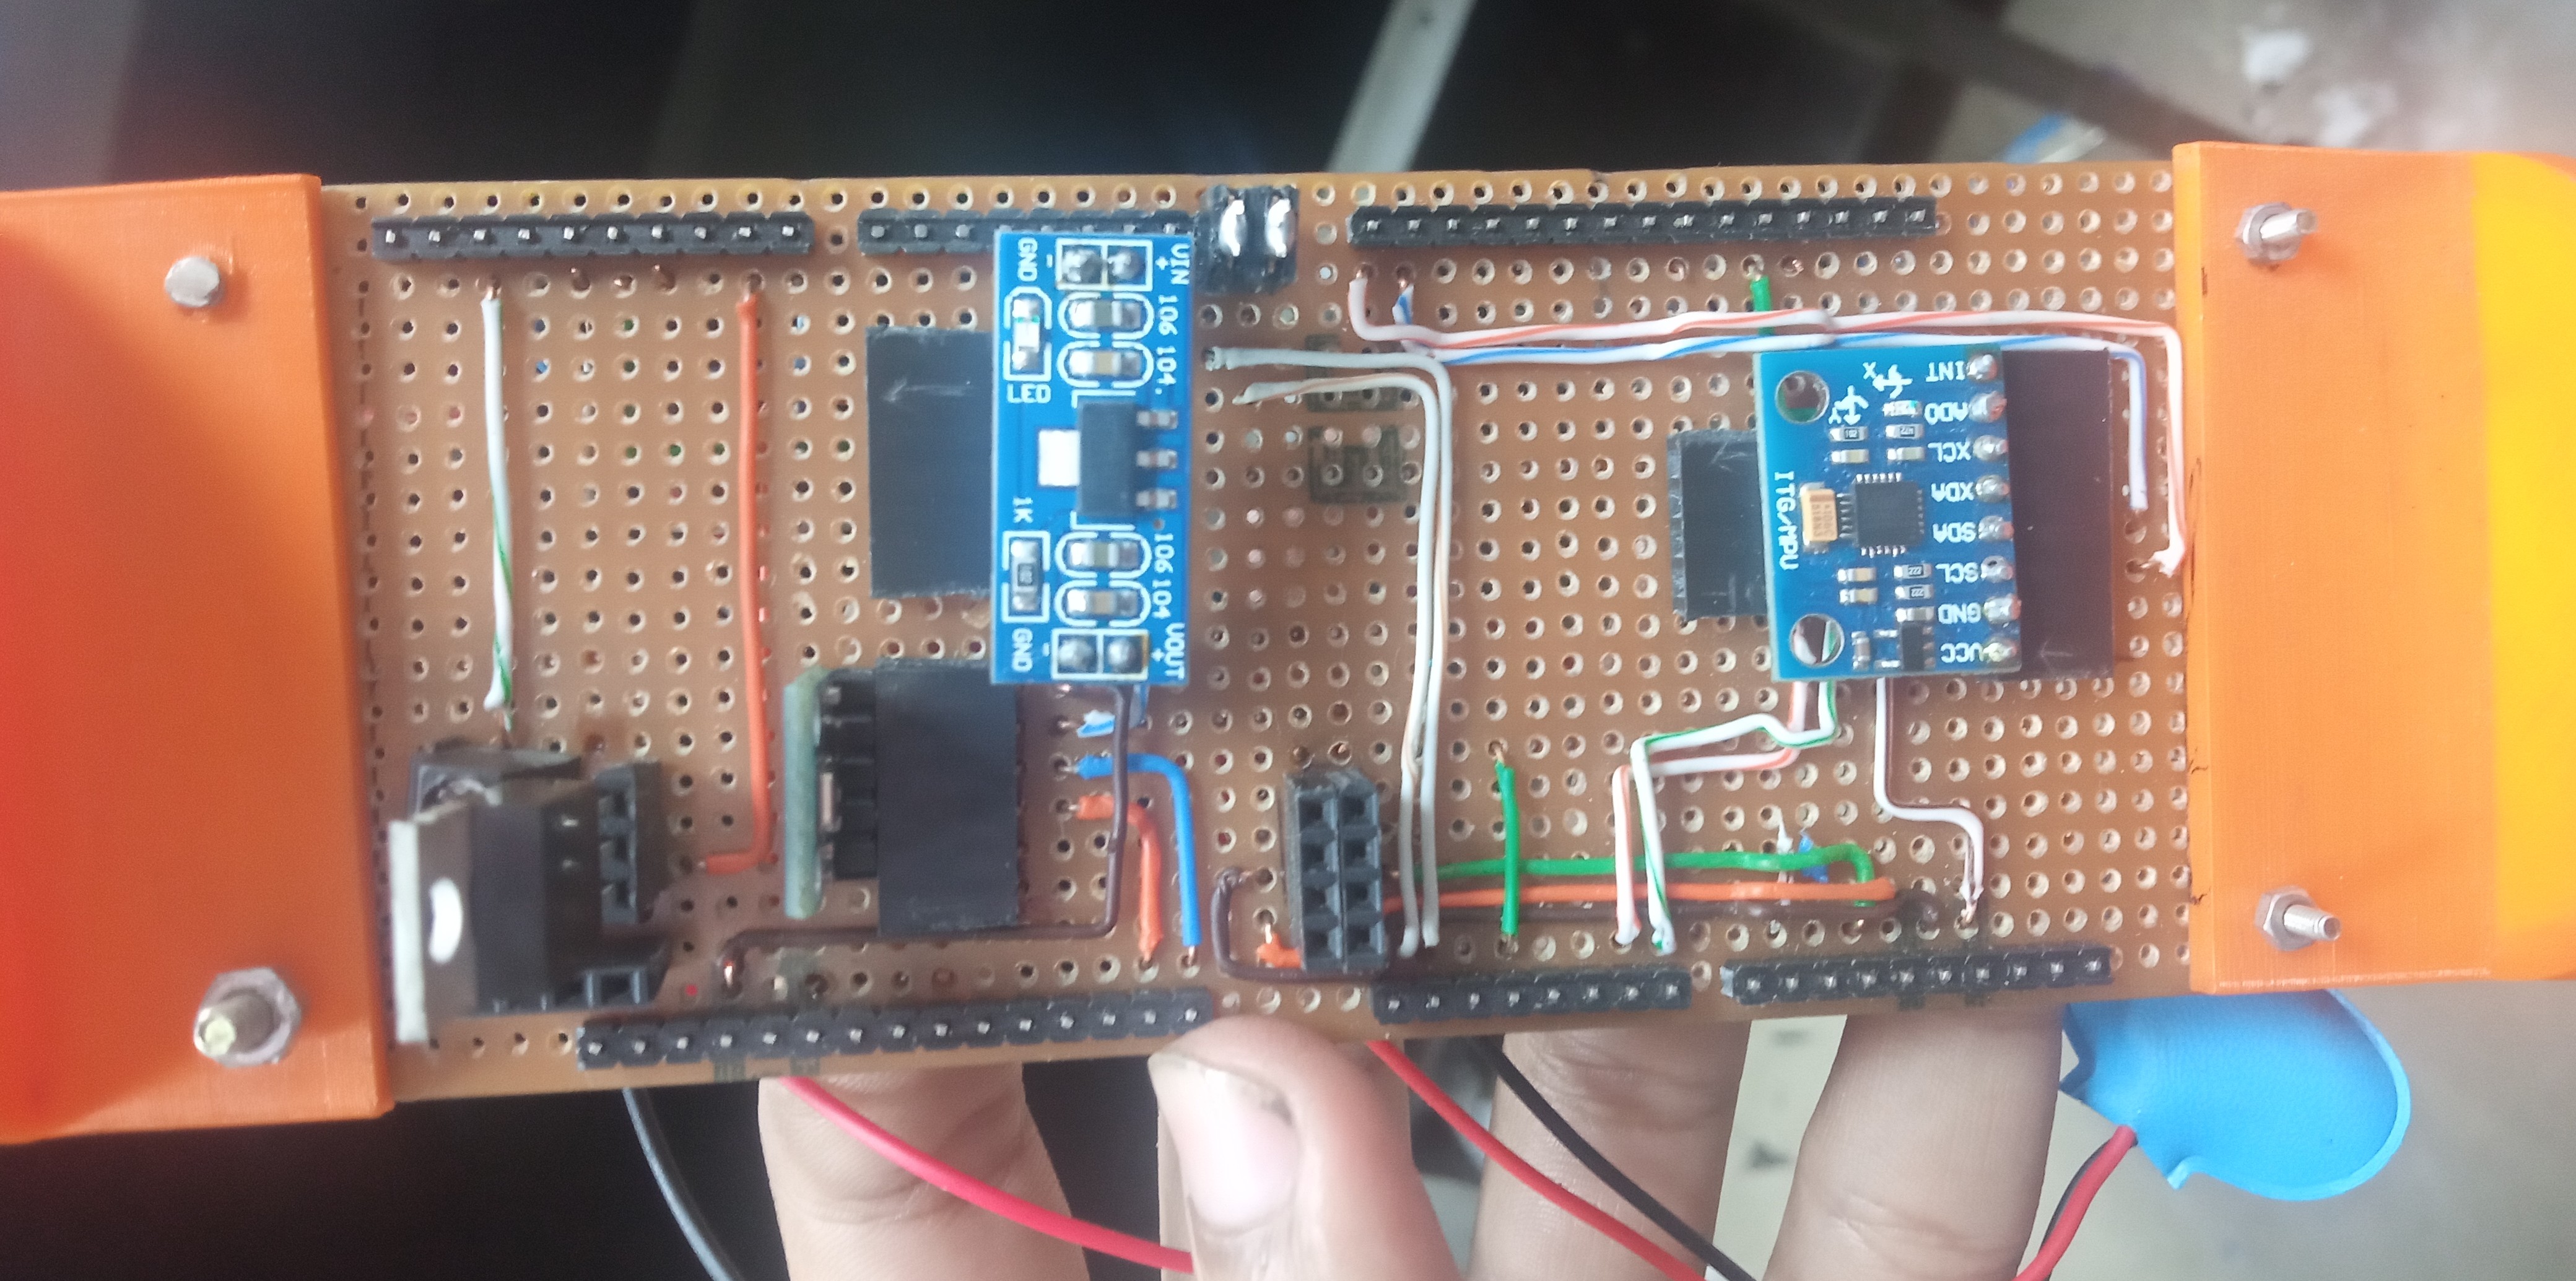 GND
- +
VIN
106 104
LED
1K
106 104
GND
- +
VOUT
X
Y
INT
AD0
XCL
XDA
SDA
SCL
GND
VCC
ITG/MPU